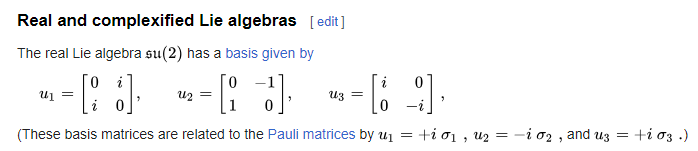 Real and complexified Lie algebras [edit]
The real Lie algebra 𝔰𝔲(2) has a basis given by
u₁ = [0 i; i 0], u₂ = [0 −1; 1 0], u₃ = [i 0; 0 −i],
(These basis matrices are related to the Pauli matrices by u₁ = +i σ₁ , u₂ = −i σ₂ , and u₃ = +i σ₃ .)